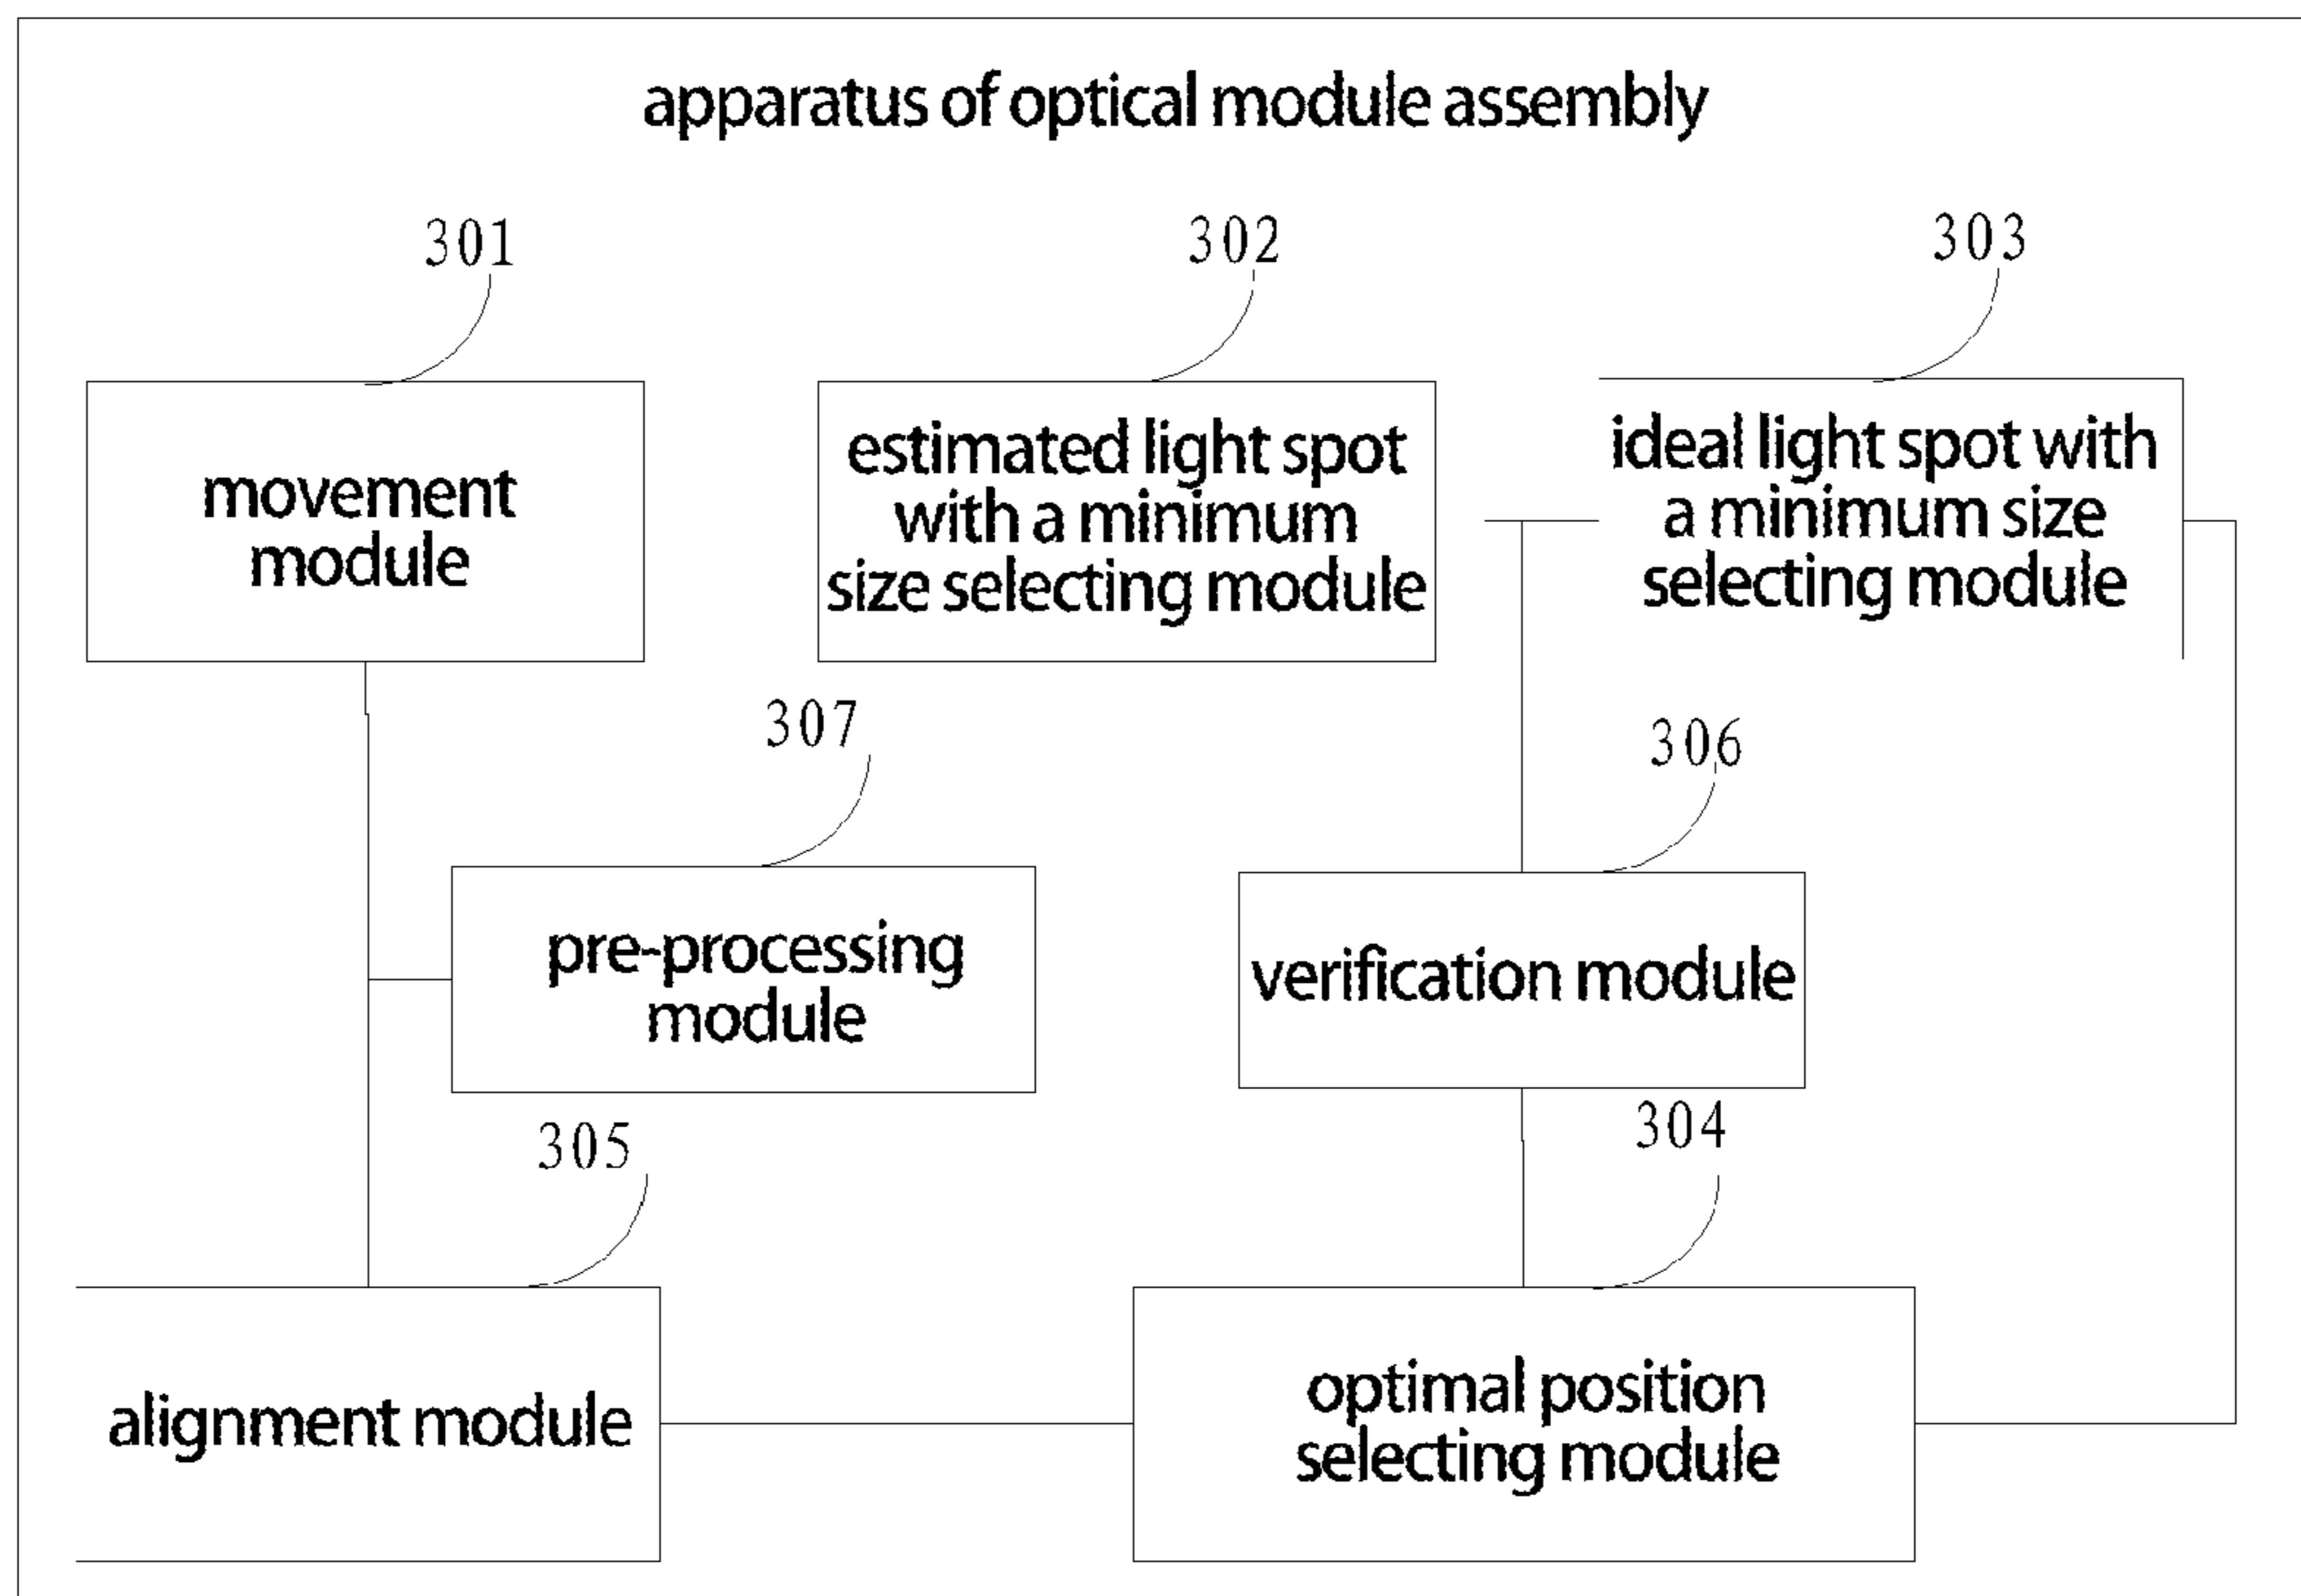 apparatus of optical module assembly
301
302
303
movement
module
estimated light spot
with a minimum
size selecting module
ideal light spot with
a minimum size
selecting module
307
306
pre-processing
module
verification module
305
304
alignment module
optimal position
selecting module